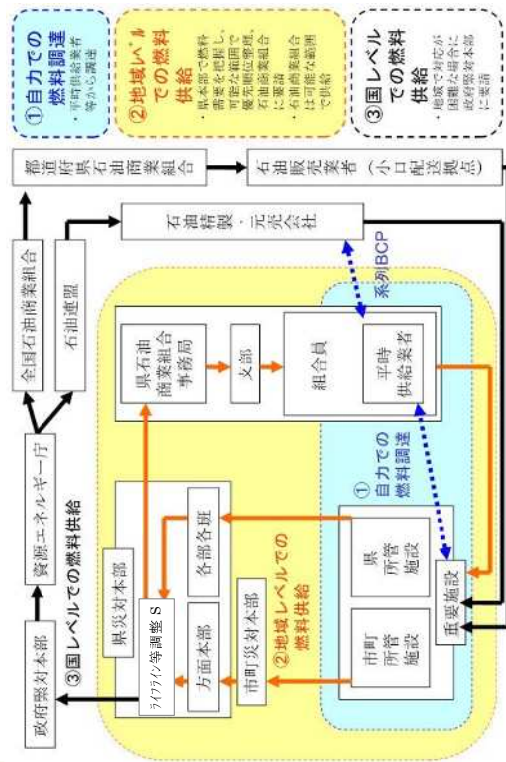 政府緊対本部
資源エネルギー庁
全国石油商業組合
都道府県石油商業組合
石油連盟
③国レベルでの燃料供給
石油販売業者(小口配送拠点)
石油精製・元売会社
県災対本部
ライフライン等調整S
方面本部
各部各班
市町災対本部
②地域レベルでの
燃料供給
県石油
商業組合
事務局
支部
組合員
平時
供給業者
系列BCP
①自力での
燃料調達
市町
所管
施設
県
所管
施設
重要施設
①自力での
燃料調達
・平時供給業者
等から調達
②地域レベル
での燃料
供給
・県本部で燃料
需要を把握し、
可能な範囲で
優先順位整理、
石油商業組合
に要請
・石油商業組合
は可能な範囲
で供給
③国レベル
での燃料
供給
・地域で対応が
困難な場合に
政府緊対本部
に要請